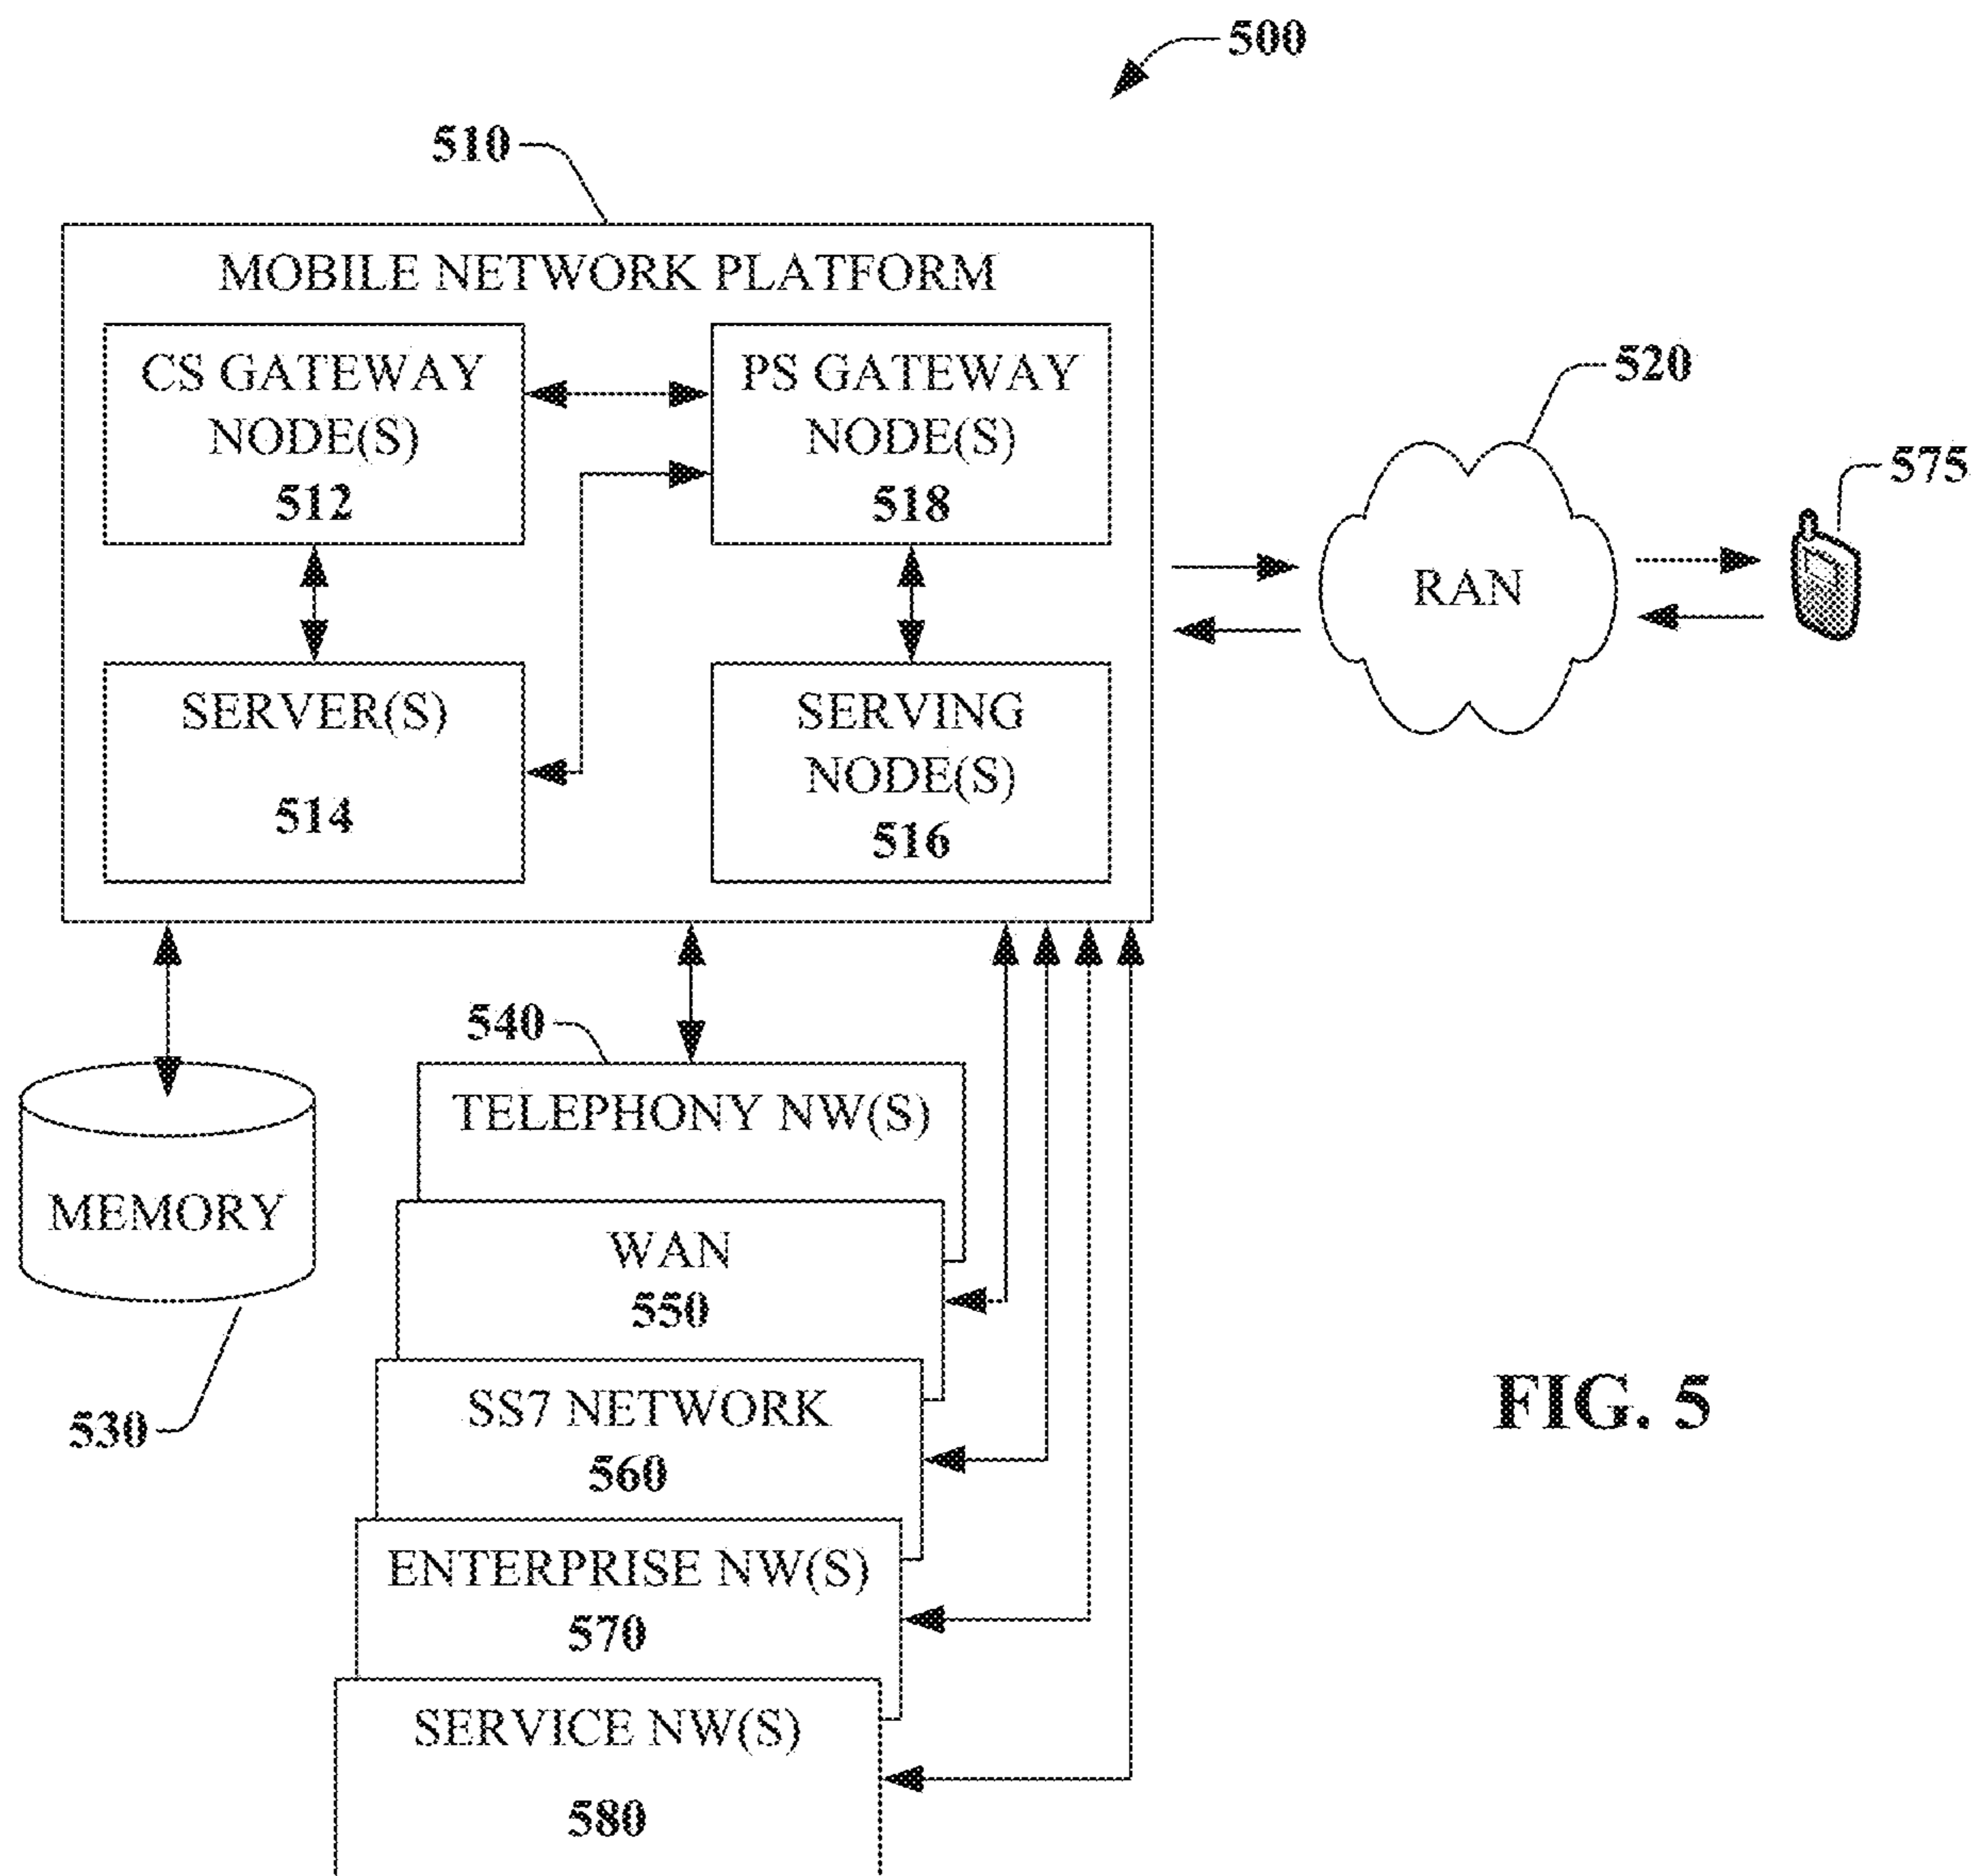 500
510
MOBILE NETWORK PLATFORM
CS GATEWAY
NODE(S)
512
PS GATEWAY
NODE(S)
518
SERVER(S)
514
SERVING
NODE(S)
516
520
RAN
575
540
TELEPHONY NW(S)
MEMORY
530
WAN
550
SS7 NETWORK
560
ENTERPRISE NW(S)
570
SERVICE NW(S)
580
FIG. 5